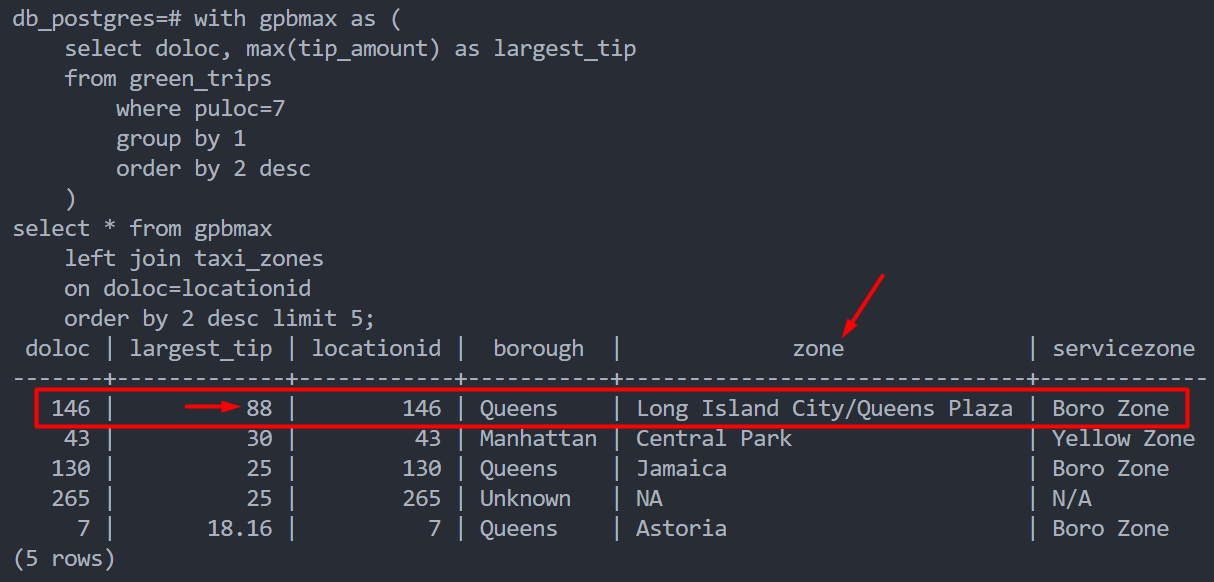 db_postgres=# with gpbmax as (
    select doloc, max(tip_amount) as largest_tip
    from green_trips
        where puloc=7
        group by 1
        order by 2 desc
    )
select * from gpbmax
    left join taxi_zones
    on doloc=locationid
    order by 2 desc limit 5;
 doloc | largest_tip | locationid |  borough  |             zone              | servicezone
-------+-------------+------------+-----------+-------------------------------+-------------
   146 |          88 |        146 | Queens    | Long Island City/Queens Plaza | Boro Zone
    43 |          30 |         43 | Manhattan | Central Park                  | Yellow Zone
   130 |          25 |        130 | Queens    | Jamaica                       | Boro Zone
   265 |          25 |        265 | Unknown   | NA                            | N/A
     7 |       18.16 |          7 | Queens    | Astoria                       | Boro Zone
(5 rows)